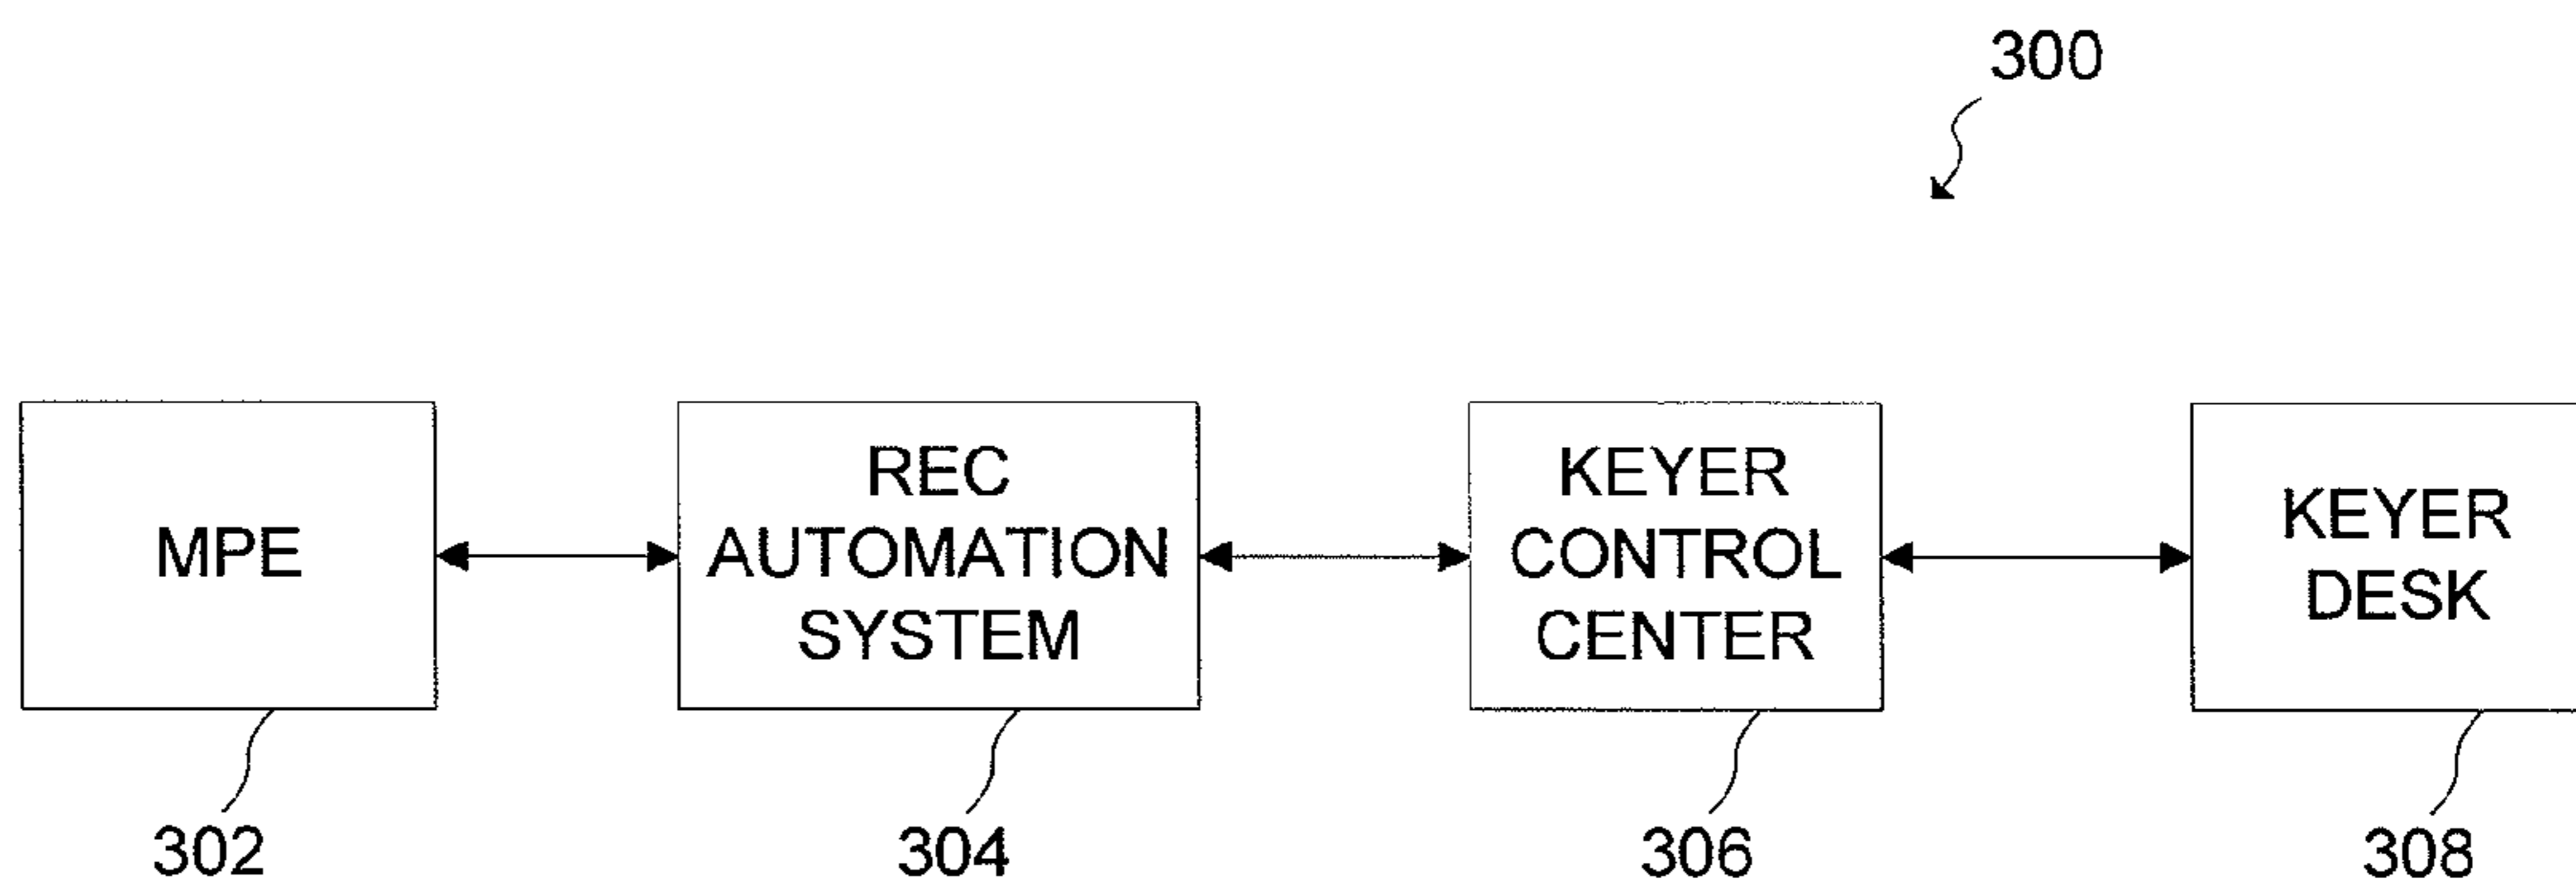 300
MPE
REC
AUTOMATION
SYSTEM
KEYER
CONTROL
CENTER
KEYER
DESK
302
304
306
308